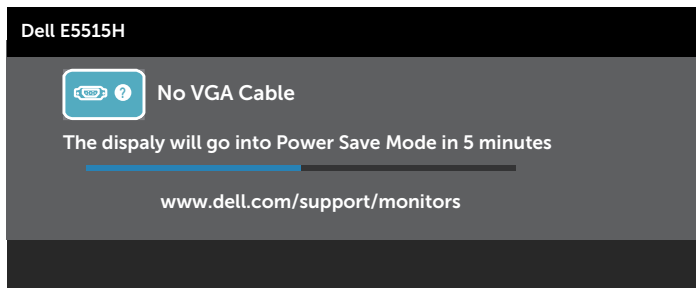 Dell E5515H
? No VGA Cable
The dispaly will go into Power Save Mode in 5 minutes
www.dell.com/support/monitors